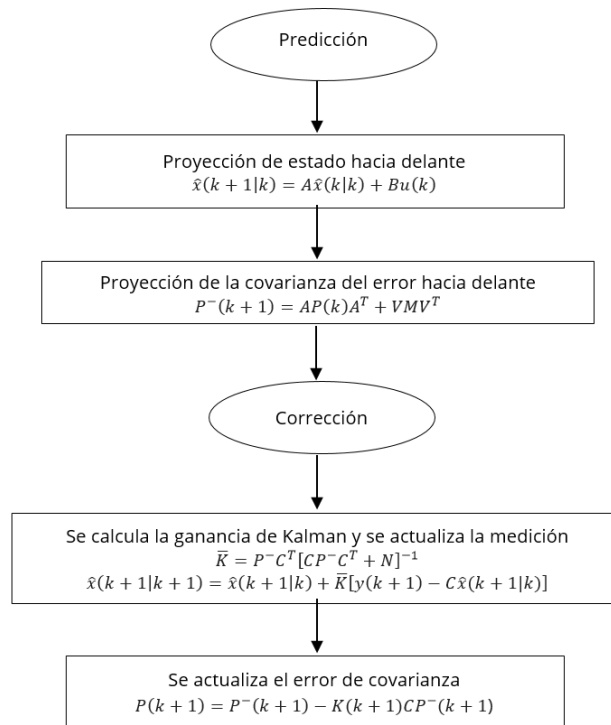 Predicción
Proyección de estado hacia delante
x̂(k + 1|k) = Ax̂(k|k) + Bu(k)
Proyección de la covarianza del error hacia delante
P⁻(k + 1) = AP(k)Aᵀ + VMVᵀ
Corrección
Se calcula la ganancia de Kalman y se actualiza la medición
K̅ = P⁻Cᵀ[CP⁻Cᵀ + N]⁻¹
x̂(k + 1|k + 1) = x̂(k + 1|k) + K̅[y(k + 1) − Cx̂(k + 1|k)]
Se actualiza el error de covarianza
P(k + 1) = P⁻(k + 1) − K(k + 1)CP⁻(k + 1)